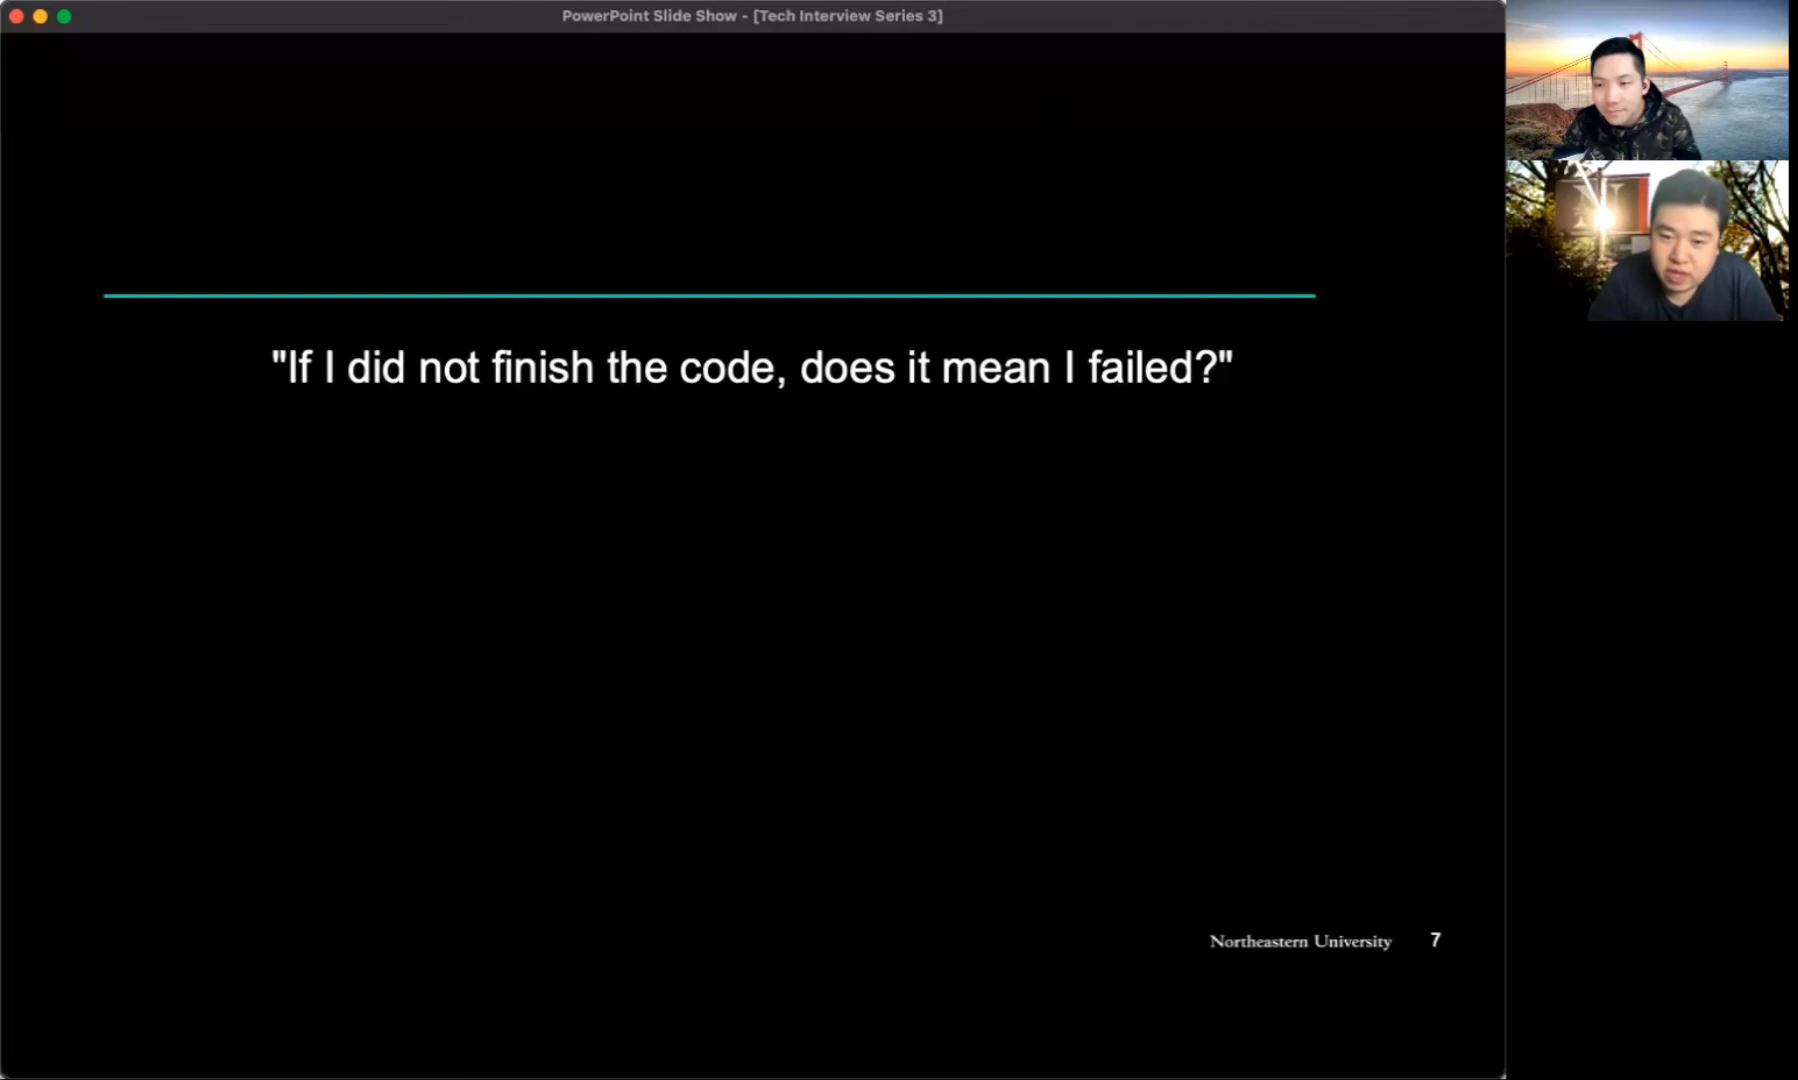 PowerPoint Slide Show - [Tech Interview Series 3]
"If I did not finish the code, does it mean I failed?"
Northeastern University 7
N